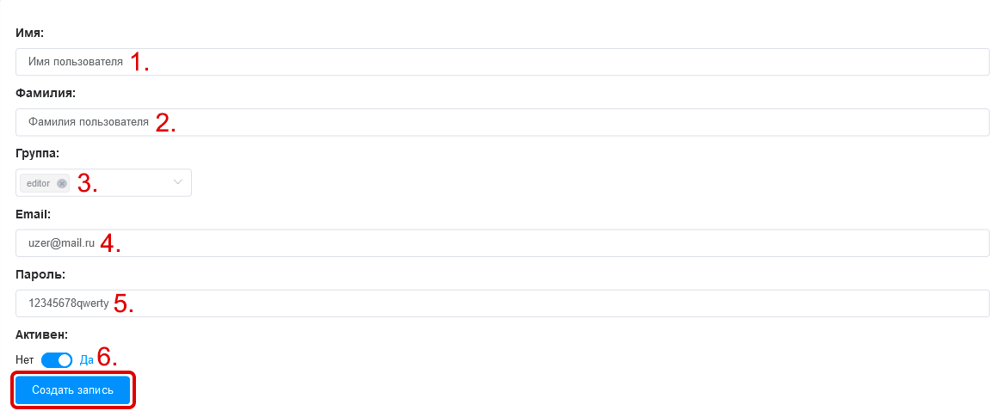 Имя:
Имя пользователя 1.
Фамилия:
Фамилия пользователя 2.
Группа:
editor 3.
Email:
uzer@mail.ru 4.
Пароль:
12345678qwerty 5.
Активен:
Нет Да 6.
Создать запись